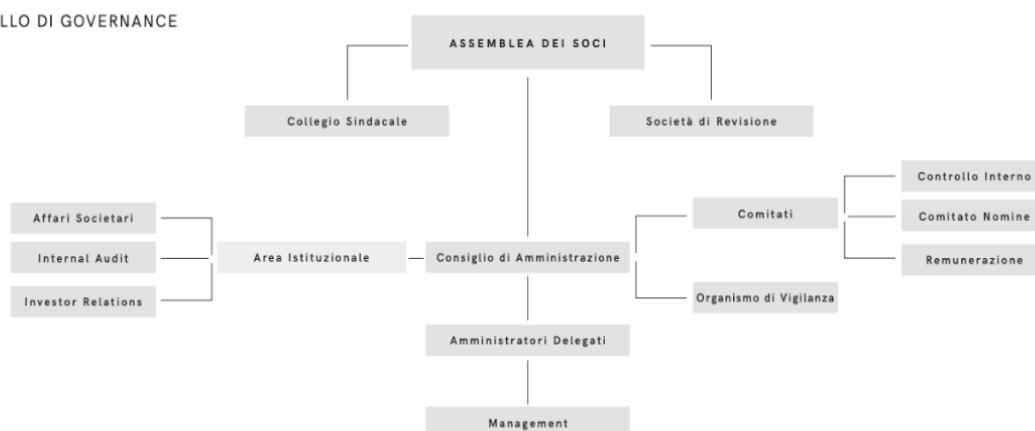 LLO DI GOVERNANCE
ASSEMBLEA DEI SOCI
Collegio Sindacale
Società di Revisione
Controllo Interno
Affari Societari
Comitati
Comitato Nomine
Internal Audit
Area Istituzionale
Consiglio di Amministrazione
Remunerazione
Investor Relations
Organismo di Vigilanza
Amministratori Delegati
Management